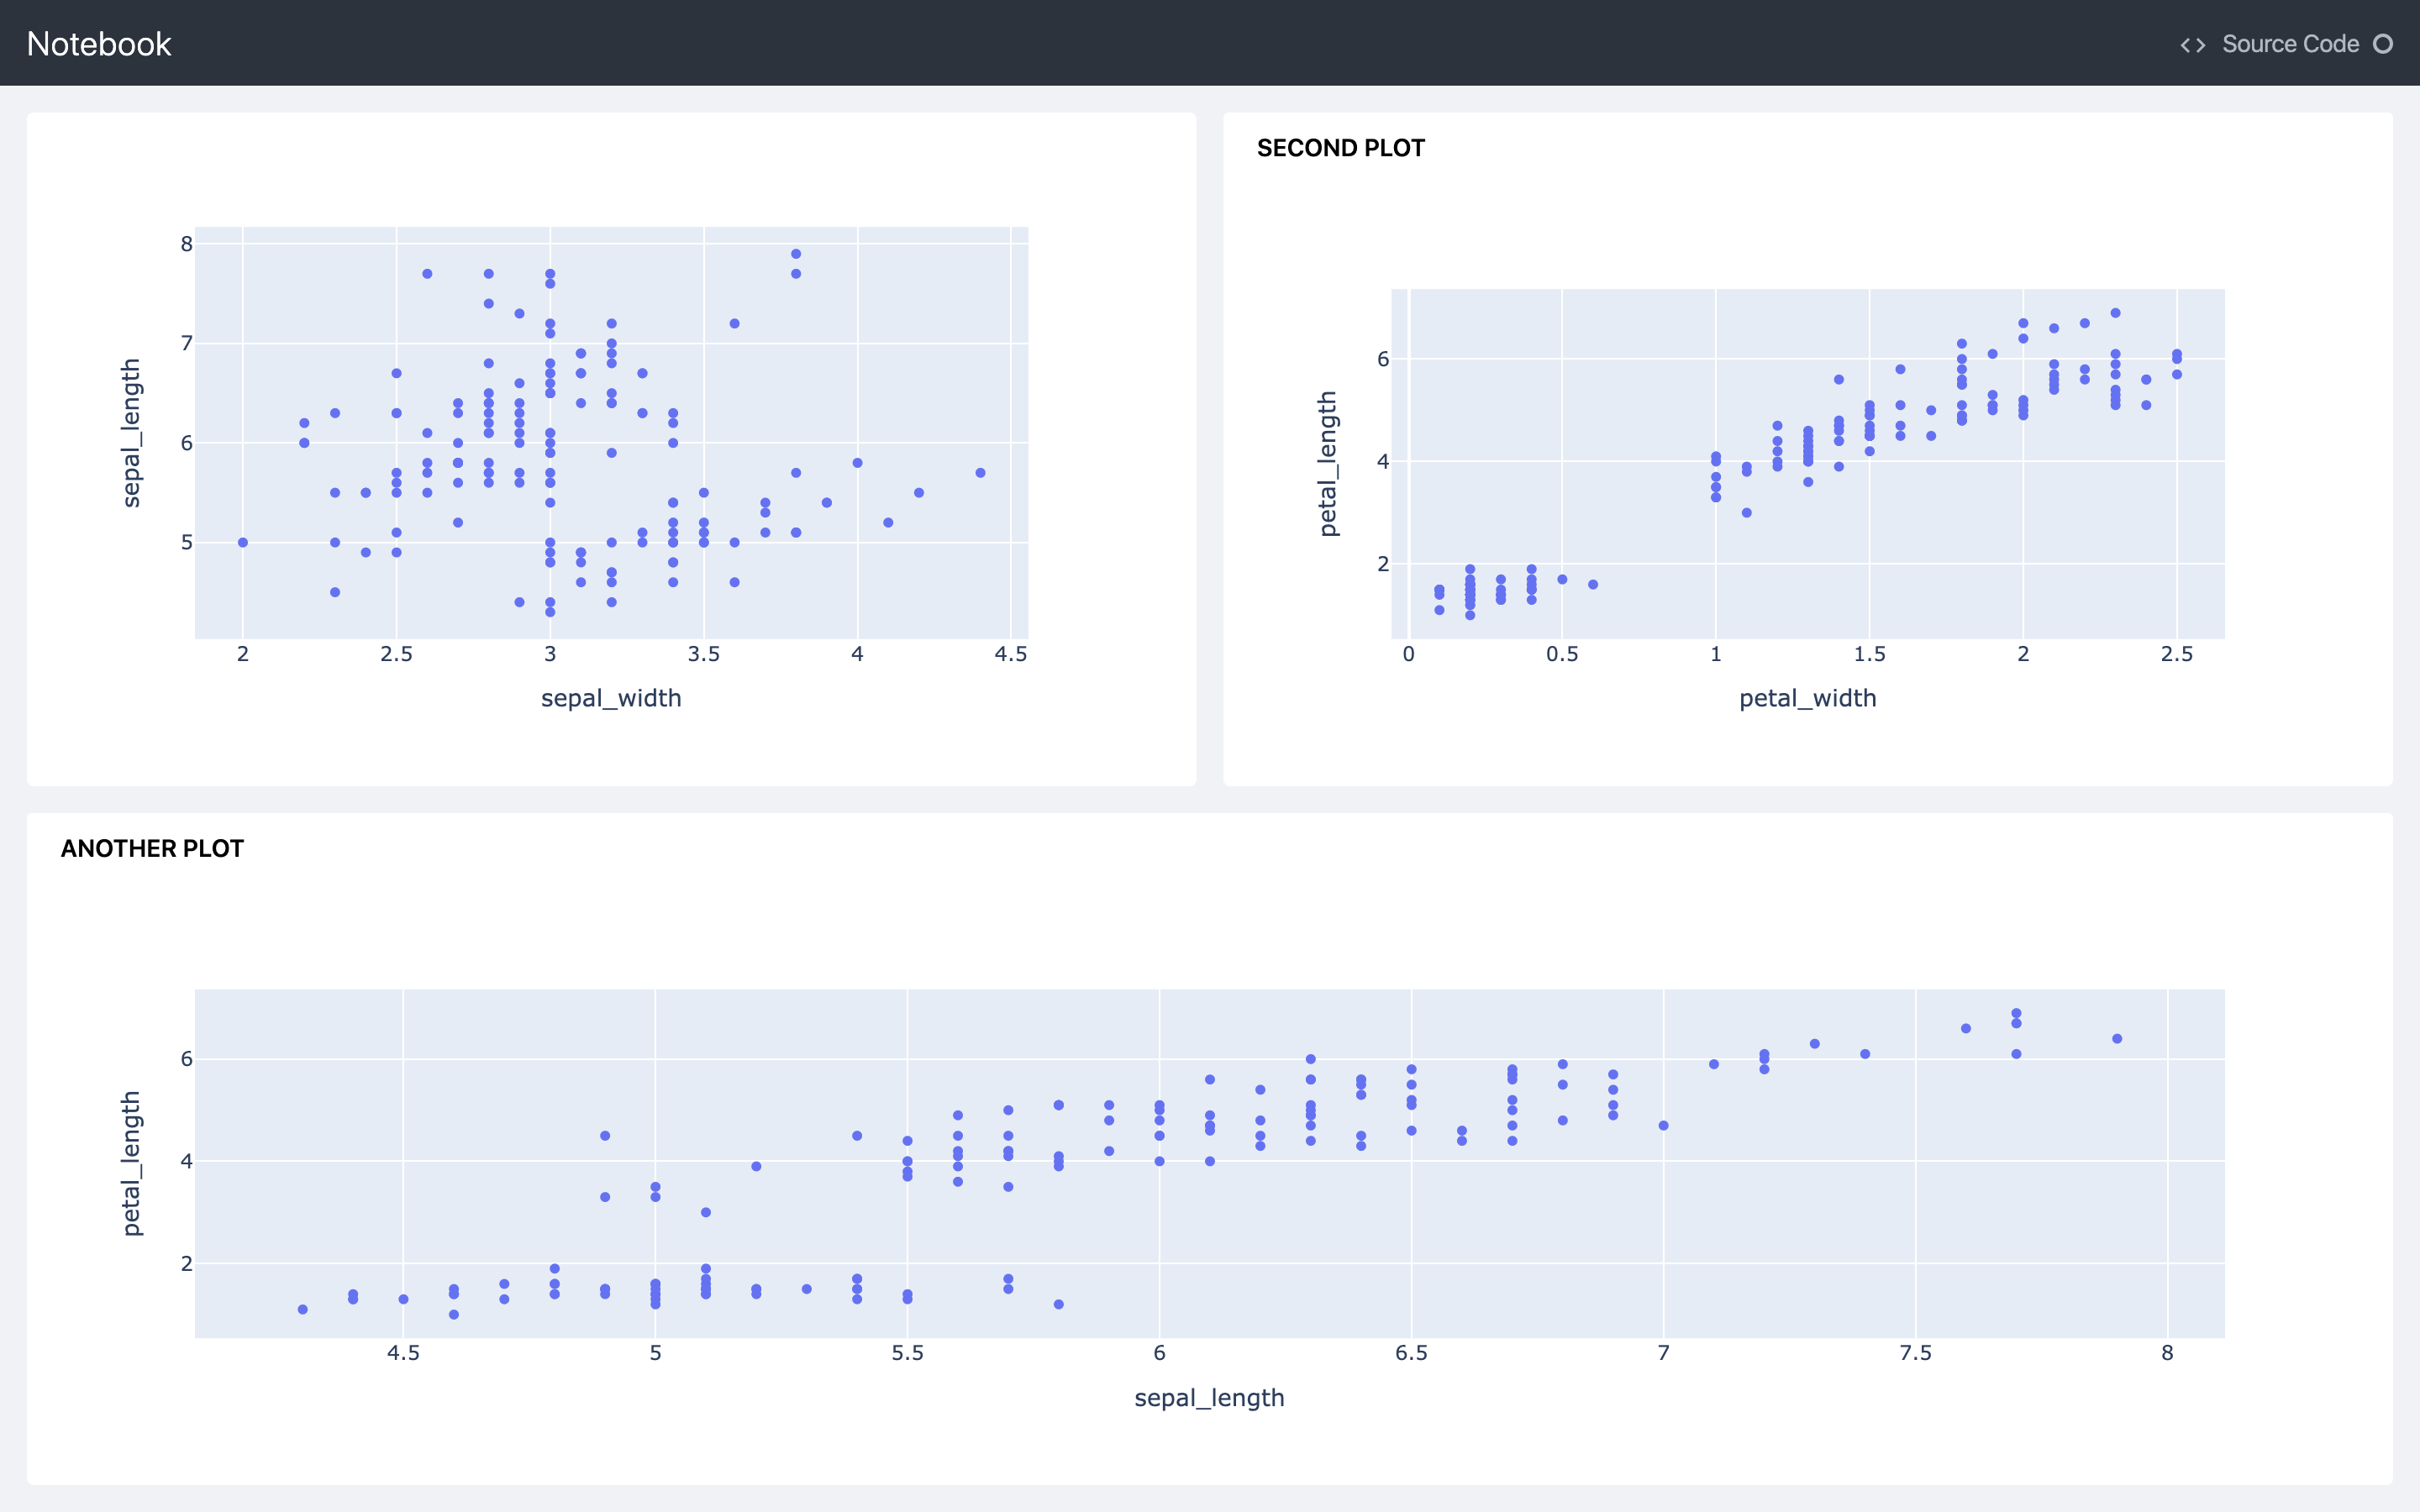 Notebook
<> Source Code
8
7
6
5
sepal_length
2 2.5 3 3.5 4 4.5
sepal_width
SECOND PLOT
6
4
2
petal_length
0 0.5 1 1.5 2 2.5
petal_width
ANOTHER PLOT
6
4
2
petal_length
4.5 5 5.5 6 6.5 7 7.5 8
sepal_length